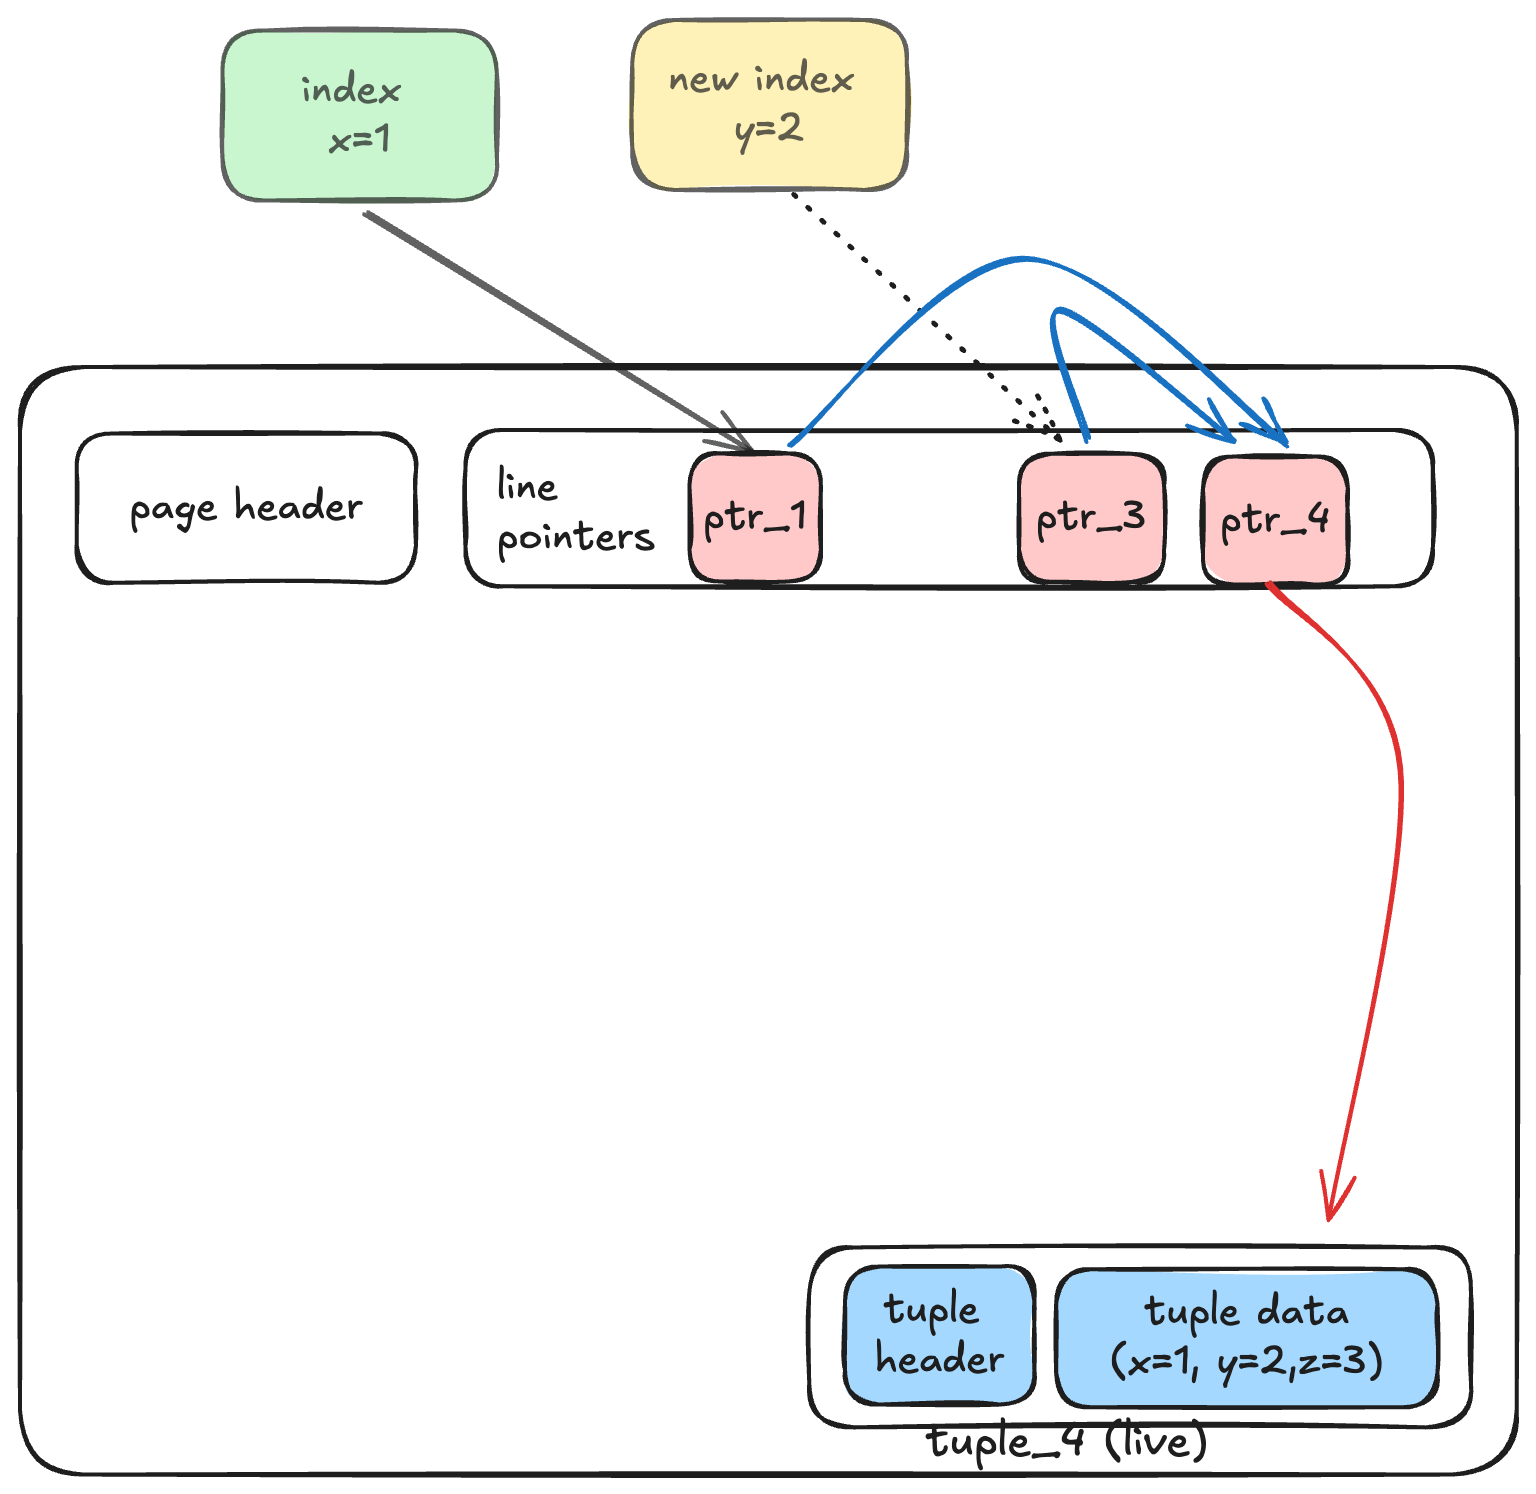 index
x=1
new index
y=2
page header
line
pointers
ptr_1
ptr_3
ptr_4
tuple
header
tuple data
(x=1, y=2,z=3)
tuple_4 (live)